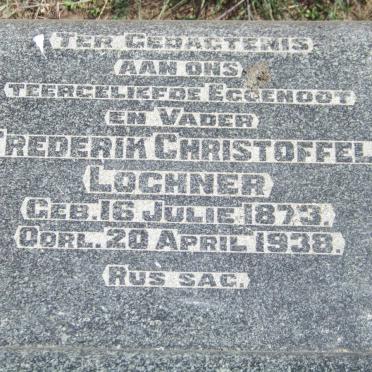 TER GEDAGTENIS
AAN ONS
TEERGELIEFDE EGGENOOT
EN VADER
FREDERIK CHRISTOFFEL
LOCHNER
GEB. 16 JULIE 1873.
OORL. 20 APRIL 1938.
RUS SAG.